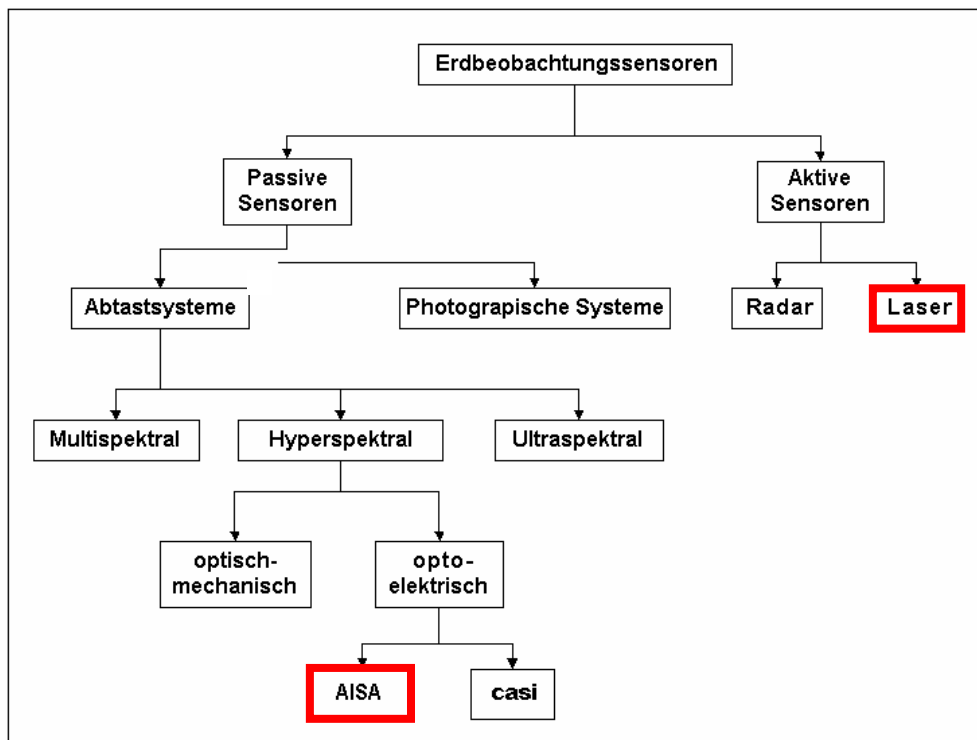 Erdbeobachtungssensoren
Passive
Sensoren
Aktive
Sensoren
Abtastsysteme
Photograpische Systeme
Radar
Laser
Multispektral
Hyperspektral
Ultraspektral
optisch-
mechanisch
opto-
elektrisch
AISA
casi